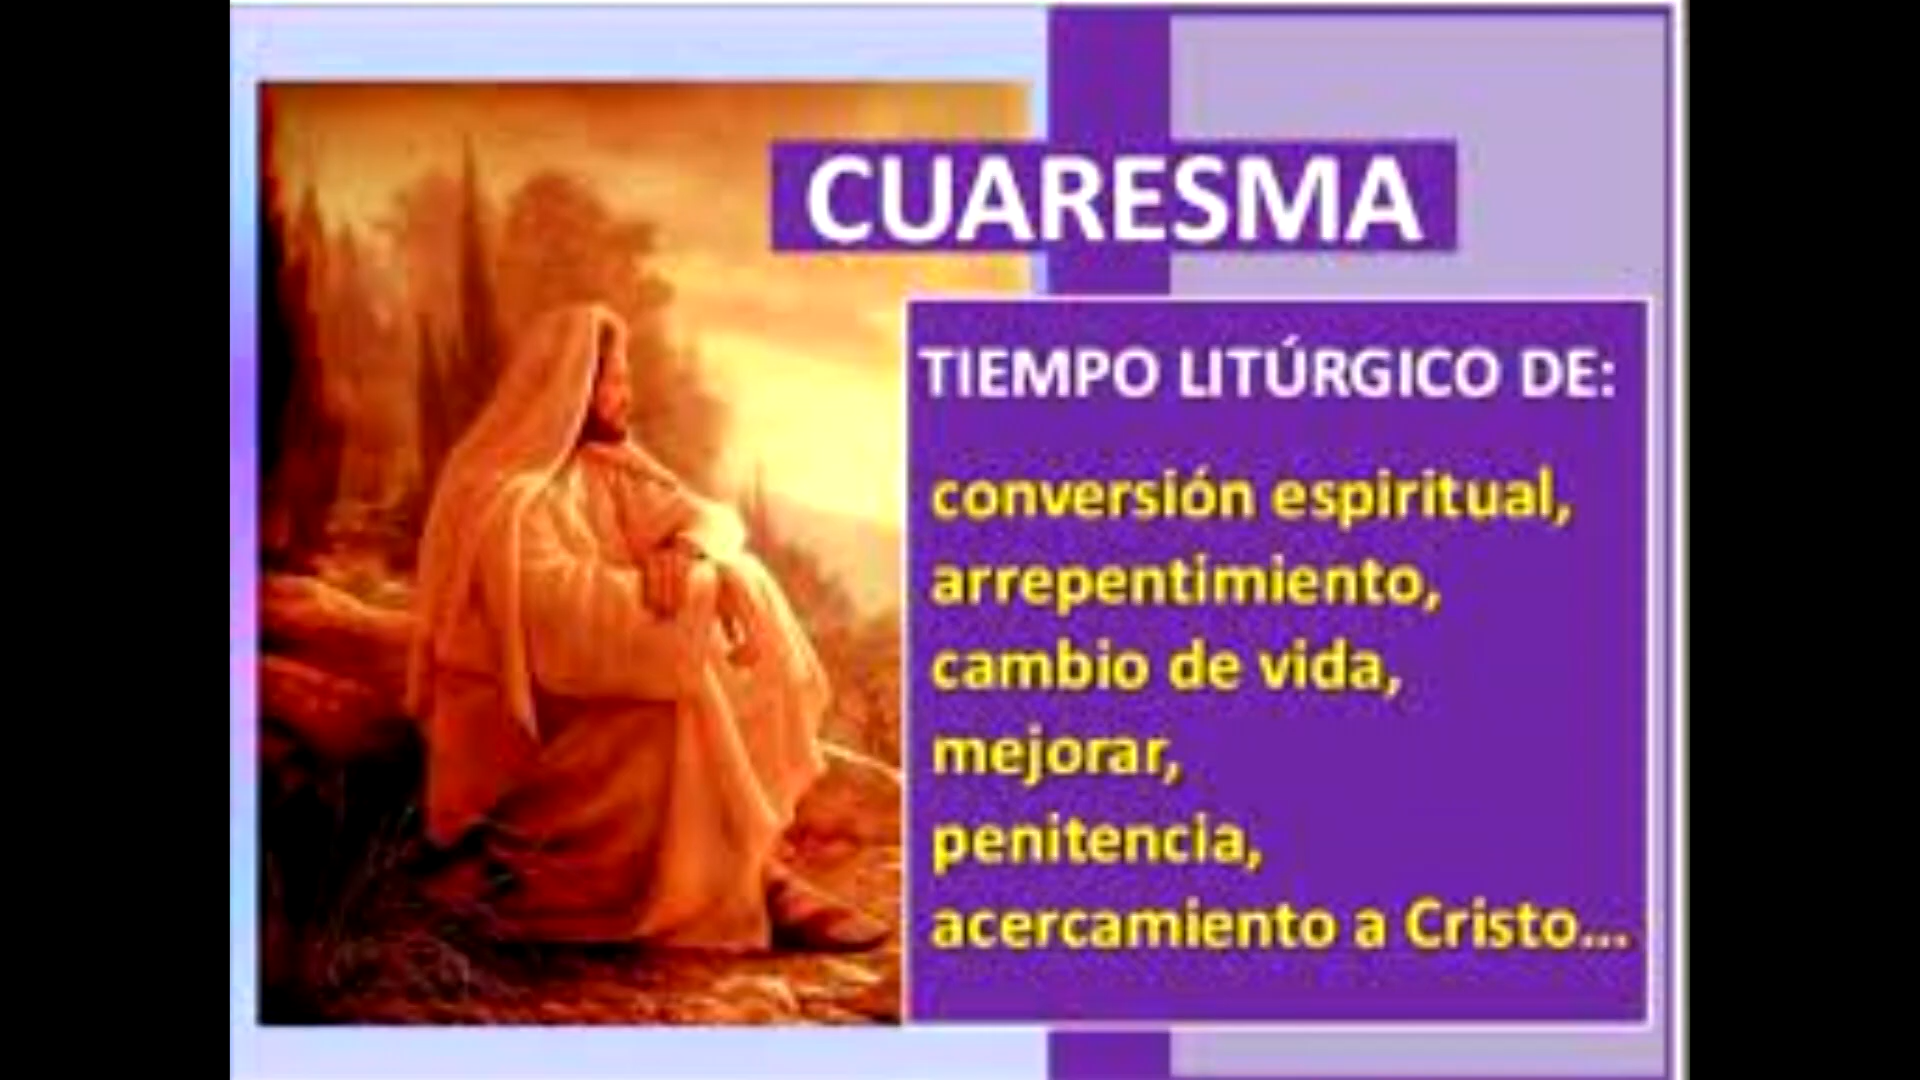 CUARESMA
TIEMPO LITÚRGICO DE:
conversión espiritual,
arrepentimiento,
cambio de vida,
mejorar,
penitencia,
acercamiento a Cristo...